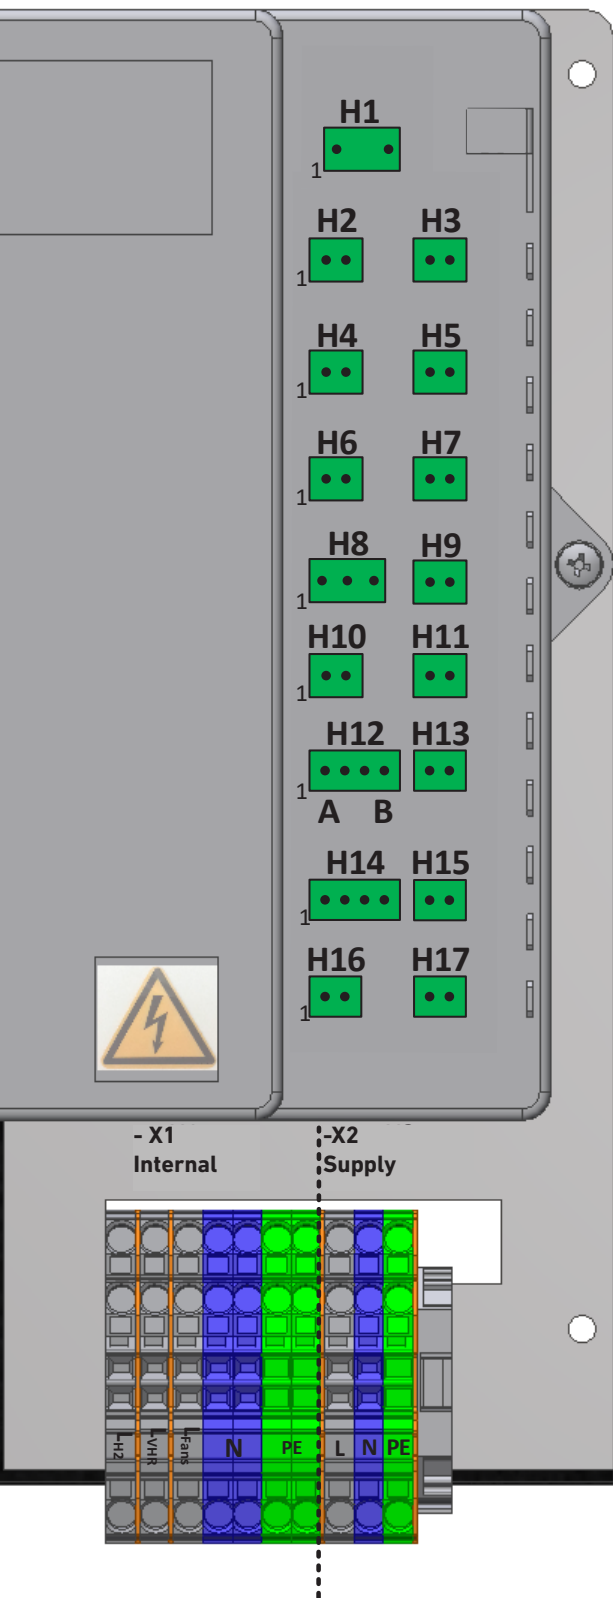 H1
1
H2 H3
1
H4 H5
1
H6 H7
1
H8 H9
1
H10 H11
1
H12 H13
1
A B
H14 H15
1
H16 H17
1
- X1 -X2
Internal Supply
LH2 LVHR LFans N PE L N PE